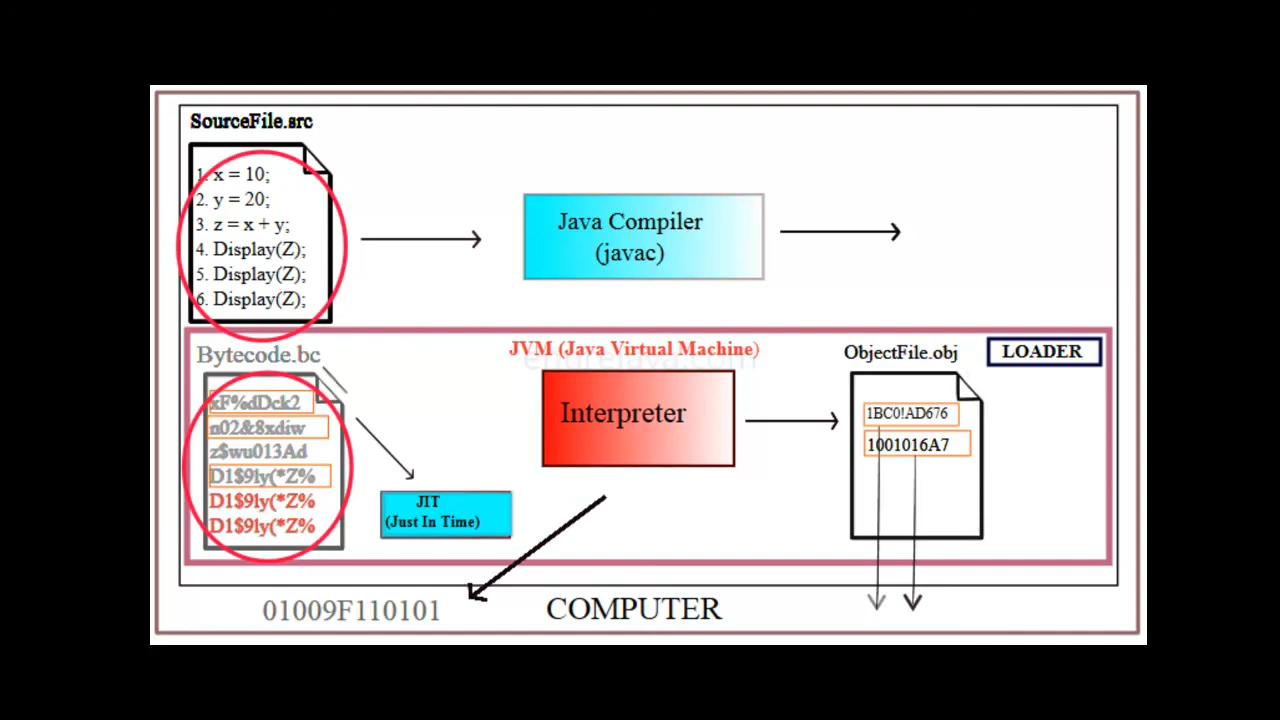 SourceFile.src
1. x = 10;
2. y = 20;
3. z = x + y;
4. Display(Z);
5. Display(Z);
6. Display(Z);
Java Compiler
(javac)
Bytecode.bc
xF%dDck2
n02&8xdiw
z$wu013Ad
D1$9ly(*Z%
D1$9ly(*Z%
D1$9ly(*Z%
JIT
(Just In Time)
JVM (Java Virtual Machine)
Interpreter
ObjectFile.obj
1BC0!AD676
1001016A7
LOADER
01009F110101
COMPUTER